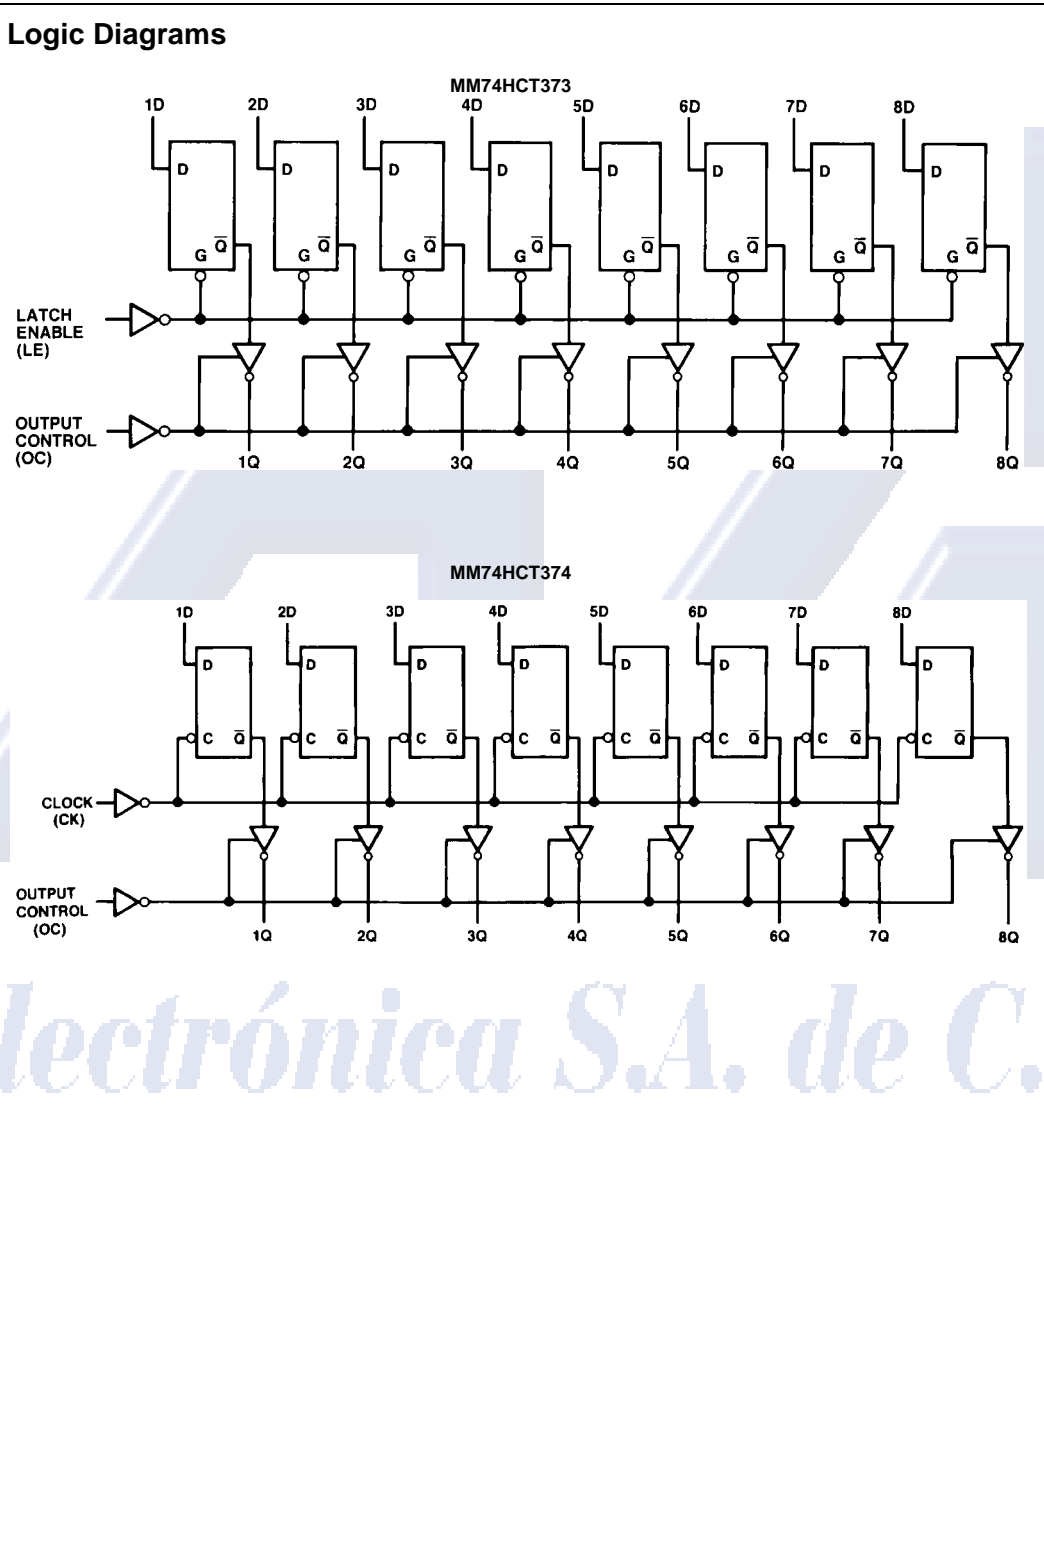 Logic Diagrams
MM74HCT373
1D 2D 3D 4D 5D 6D 7D 8D
D D D D D D D D
G Q̅ G Q̅ G Q̅ G Q̅ G Q̅ G Q̅ G Q̅ G Q̅
LATCH
ENABLE
(LE)
OUTPUT
CONTROL
(OC)
1Q 2Q 3Q 4Q 5Q 6Q 7Q 8Q
MM74HCT374
1D 2D 3D 4D 5D 6D 7D 8D
D D D D D D D D
C Q̅ C Q̅ C Q̅ C Q̅ C Q̅ C Q̅ C Q̅ C Q̅
CLOCK
(CK)
OUTPUT
CONTROL
(OC)
1Q 2Q 3Q 4Q 5Q 6Q 7Q 8Q
lectrónica S.A. de C.